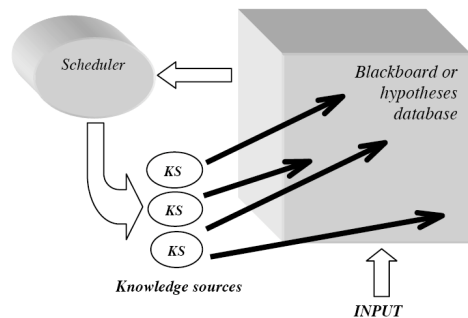 Scheduler
Blackboard or
hypotheses
database
KS
KS
KS
Knowledge sources
INPUT